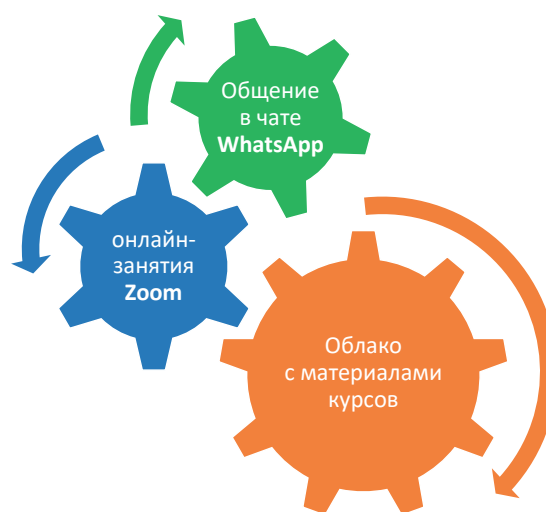 Общение
в чате
WhatsApp
онлайн-
занятия
Zoom
Облако
с материалами
курсов